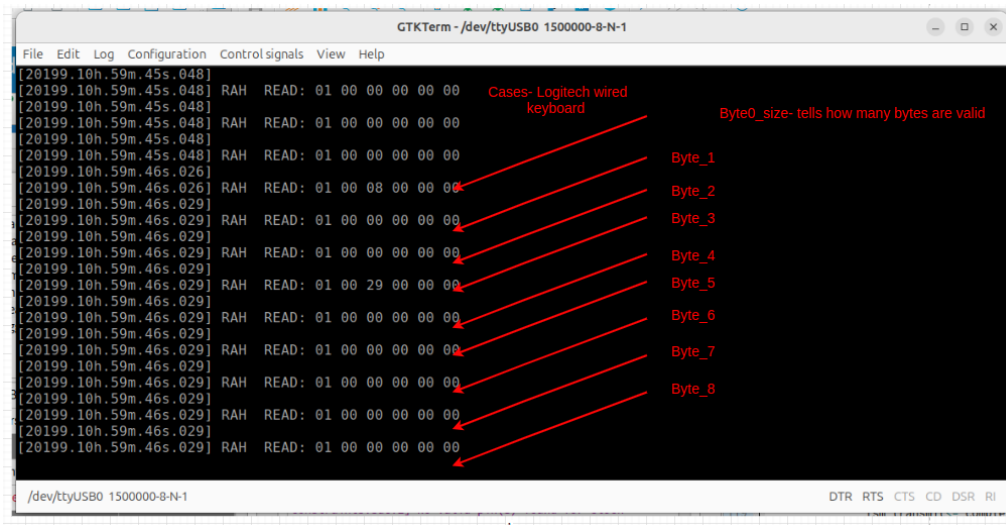 GTKTerm - /dev/ttyUSB0 1500000-8-N-1
File Edit Log Configuration Control signals View Help
[20199.10h.59m.45s.048]
[20199.10h.59m.45s.048] RAH READ: 01 00 00 00 00 00
[20199.10h.59m.45s.048]
[20199.10h.59m.45s.048] RAH READ: 01 00 00 00 00 00
[20199.10h.59m.45s.048]
[20199.10h.59m.45s.048] RAH READ: 01 00 00 00 00 00
[20199.10h.59m.46s.026]
[20199.10h.59m.46s.026] RAH READ: 01 00 08 00 00 00
[20199.10h.59m.46s.029]
[20199.10h.59m.46s.029] RAH READ: 01 00 00 00 00 00
[20199.10h.59m.46s.029]
[20199.10h.59m.46s.029] RAH READ: 01 00 00 00 00 00
[20199.10h.59m.46s.029]
[20199.10h.59m.46s.029] RAH READ: 01 00 29 00 00 00
[20199.10h.59m.46s.029]
[20199.10h.59m.46s.029] RAH READ: 01 00 00 00 00 00
[20199.10h.59m.46s.029]
[20199.10h.59m.46s.029] RAH READ: 01 00 00 00 00 00
[20199.10h.59m.46s.029]
[20199.10h.59m.46s.029] RAH READ: 01 00 00 00 00 00
[20199.10h.59m.46s.029]
[20199.10h.59m.46s.029] RAH READ: 01 00 00 00 00 00
[20199.10h.59m.46s.029]
[20199.10h.59m.46s.029] RAH READ: 01 00 00 00 00 00
Cases- Logitech wired
keyboard
Byte0_size- tells how many bytes are valid
Byte_1
Byte_2
Byte_3
Byte_4
Byte_5
Byte_6
Byte_7
Byte_8
/dev/ttyUSB0 1500000-8-N-1
DTR RTS CTS CD DSR RI